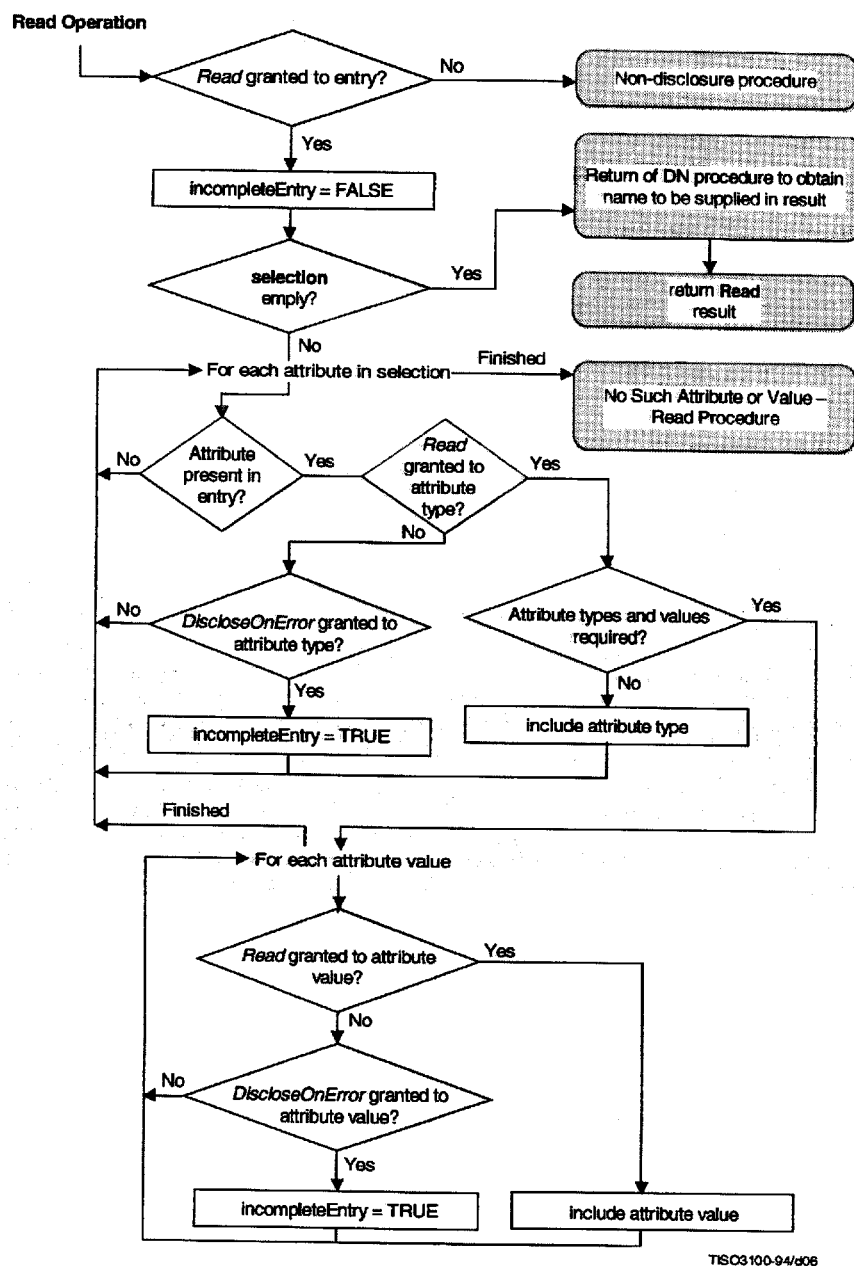 Read Operation
Read granted to entry?
No
Non-disclosure procedure
Yes
incompleteEntry = FALSE
Return of DN procedure to obtain
name to be supplied in result
selection
empty?
Yes
return Read
result
No
For each attribute in selection
Finished
No Such Attribute or Value –
Read Procedure
No
Attribute
present in
entry?
Yes
Read
granted to
attribute
type?
Yes
No
No
DiscloseOnError granted to
attribute type?
Attribute types and values
required?
Yes
Yes
No
incompleteEntry = TRUE
include attribute type
Finished
For each attribute value
Read granted to attribute
value?
Yes
No
No
DiscloseOnError granted to
attribute value?
Yes
incompleteEntry = TRUE
include attribute value
TISO3100-94/d06